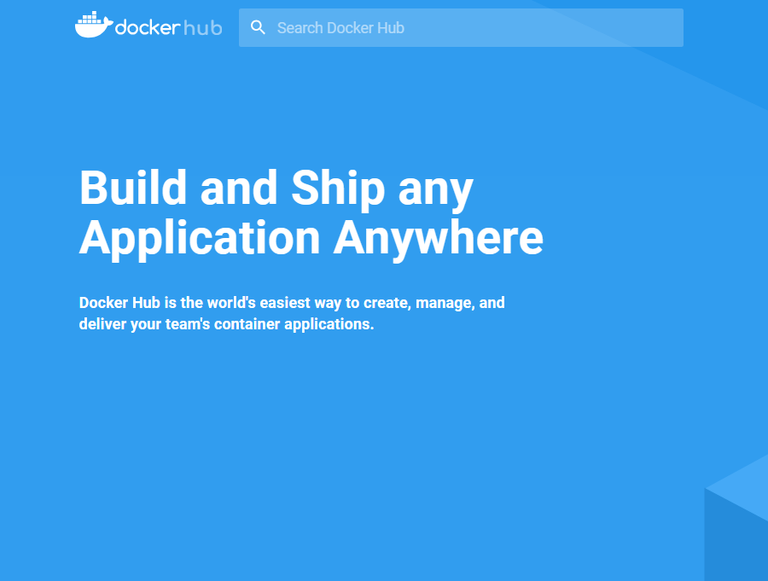 docker hub
Search Docker Hub
Build and Ship any
Application Anywhere
Docker Hub is the world's easiest way to create, manage, and
deliver your team's container applications.